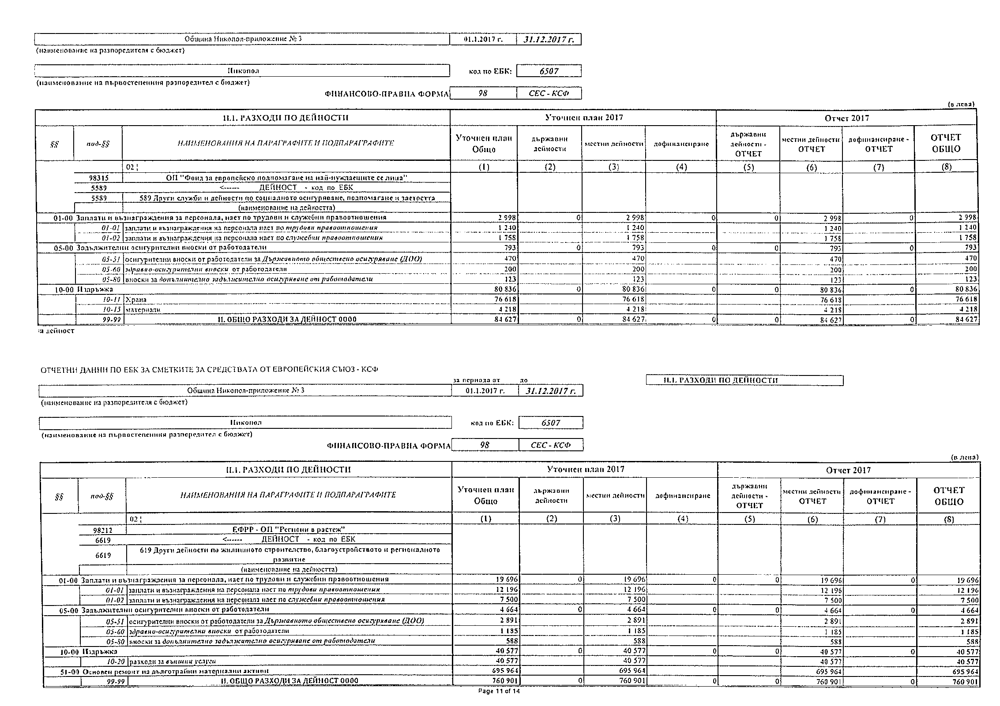 Община Никопол-приложение № 3 01.1.2017 г. 31.12.2017 г.
(наименование на разпоредителя с бюджет)
Никопол код по ЕБК: 6507
(наименование на първостепенния разпоредител с бюджет)
ФИНАНСОВО-ПРАВНА ФОРМА 98 СЕС - КСФ
(в лева)
II.1. РАЗХОДИ ПО ДЕЙНОСТИ Уточнен план 2017 Отчет 2017
§§ под-§§ НАИМЕНОВАНИЯ НА ПАРАГРАФИТЕ И ПОДПАРАГРАФИТЕ Уточнен план Общо държавни дейности местни дейности дофинансиране държавни дейности - ОТЧЕТ местни дейности ОТЧЕТ дофинансиране - ОТЧЕТ ОТЧЕТ ОБЩО
02 ¦ (1) (2) (3) (4) (5) (6) (7) (8)
98315 ОП "Фонд за европейско подпомагане на най-нуждаещите се лица"
5589 <------ ДЕЙНОСТ - код по ЕБК
5589 589 Други служби и дейности по социалното осигуряване, подпомагане и заетостта
(наименование на дейността)
01-00 Заплати и възнаграждения за персонала, нает по трудови и служебни правоотношения 2 998 0 2 998 0 0 2 998 0 2 998
01-01 заплати и възнаграждения на персонала нает по трудови правоотношения 1 240 1 240 1 240 1 240
01-02 заплати и възнаграждения на персонала нает по служебни правоотношения 1 758 1 758 1 758 1 758
05-00 Задължителни осигурителни вноски от работодатели 793 0 793 0 0 793 0 793
05-51 осигурителни вноски от работодатели за Държавното обществено осигуряване (ДОО) 470 470 470 470
05-60 здравно-осигурителни вноски от работодатели 200 200 200 200
05-80 вноски за допълнително задължително осигуряване от работодатели 123 123 123 123
10-00 Издръжка 80 836 0 80 836 0 0 80 836 0 80 836
10-11 Храна 76 618 76 618 76 618 76 618
10-15 материали 4 218 4 218 4 218 4 218
99-99 II. ОБЩО РАЗХОДИ ЗА ДЕЙНОСТ 0000 84 627 0 84 627 0 0 84 627 0 84 627
за дейност
ОТЧЕТНИ ДАННИ ПО ЕБК ЗА СМЕТКИТЕ ЗА СРЕДСТВАТА ОТ ЕВРОПЕЙСКИЯ СЪЮЗ - КСФ
за периода от до II.1. РАЗХОДИ ПО ДЕЙНОСТИ
Община Никопол-приложение № 3 01.1.2017 г. 31.12.2017 г.
(наименование на разпоредителя с бюджет)
Никопол код по ЕБК: 6507
(наименование на първостепенния разпоредител с бюджет)
ФИНАНСОВО-ПРАВНА ФОРМА 98 СЕС - КСФ
(в лева)
II.1. РАЗХОДИ ПО ДЕЙНОСТИ Уточнен план 2017 Отчет 2017
§§ под-§§ НАИМЕНОВАНИЯ НА ПАРАГРАФИТЕ И ПОДПАРАГРАФИТЕ Уточнен план Общо държавни дейности местни дейности дофинансиране държавни дейности - ОТЧЕТ местни дейности ОТЧЕТ дофинансиране - ОТЧЕТ ОТЧЕТ ОБЩО
02 ¦ (1) (2) (3) (4) (5) (6) (7) (8)
98212 ЕФРР - ОП "Региони в растеж"
6619 <------ ДЕЙНОСТ - код по ЕБК
6619 619 Други дейности по жилищното строителство, благоустройството и регионалното
развитие
(наименование на дейността)
01-00 Заплати и възнаграждения за персонала, нает по трудови и служебни правоотношения 19 696 0 19 696 0 0 19 696 0 19 696
01-01 заплати и възнаграждения на персонала нает по трудови правоотношения 12 196 12 196 12 196 12 196
01-02 заплати и възнаграждения на персонала нает по служебни правоотношения 7 500 7 500 7 500 7 500
05-00 Задължителни осигурителни вноски от работодатели 4 664 0 4 664 0 0 4 664 0 4 664
05-51 осигурителни вноски от работодатели за Държавното обществено осигуряване (ДОО) 2 891 2 891 2 891 2 891
05-60 здравно-осигурителни вноски от работодатели 1 185 1 185 1 185 1 185
05-80 вноски за допълнително задължително осигуряване от работодатели 588 588 588 588
10-00 Издръжка 40 577 0 40 577 0 0 40 577 0 40 577
10-20 разходи за външни услуги 40 577 40 577 40 577 40 577
51-00 Основен ремонт на дълготрайни материални активи 695 964 695 964 695 964 695 964
99-99 II. ОБЩО РАЗХОДИ ЗА ДЕЙНОСТ 0000 760 901 0 760 901 0 0 760 901 0 760 901
Page 11 of 14